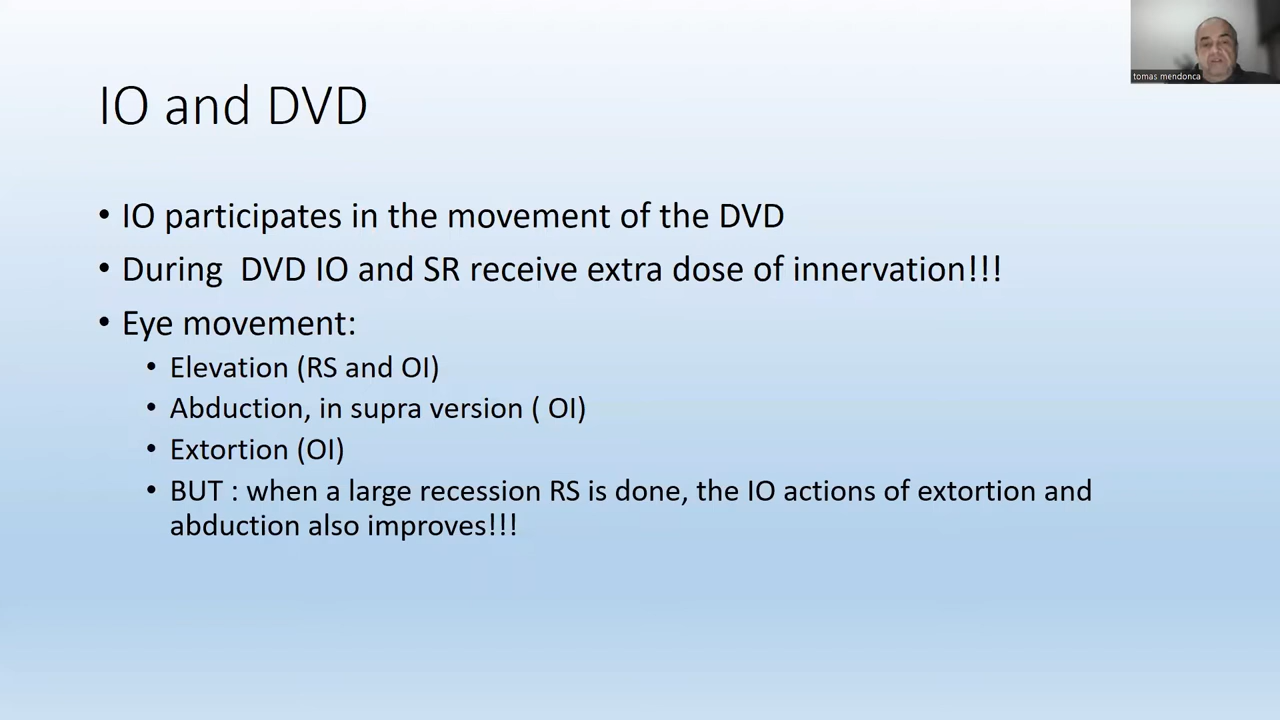 tomas mendonca
IO and DVD
• IO participates in the movement of the DVD
• During  DVD IO and SR receive extra dose of innervation!!!
• Eye movement:
• Elevation (RS and OI)
• Abduction, in supra version ( OI)
• Extortion (OI)
• BUT : when a large recession RS is done, the IO actions of extortion and
abduction also improves!!!